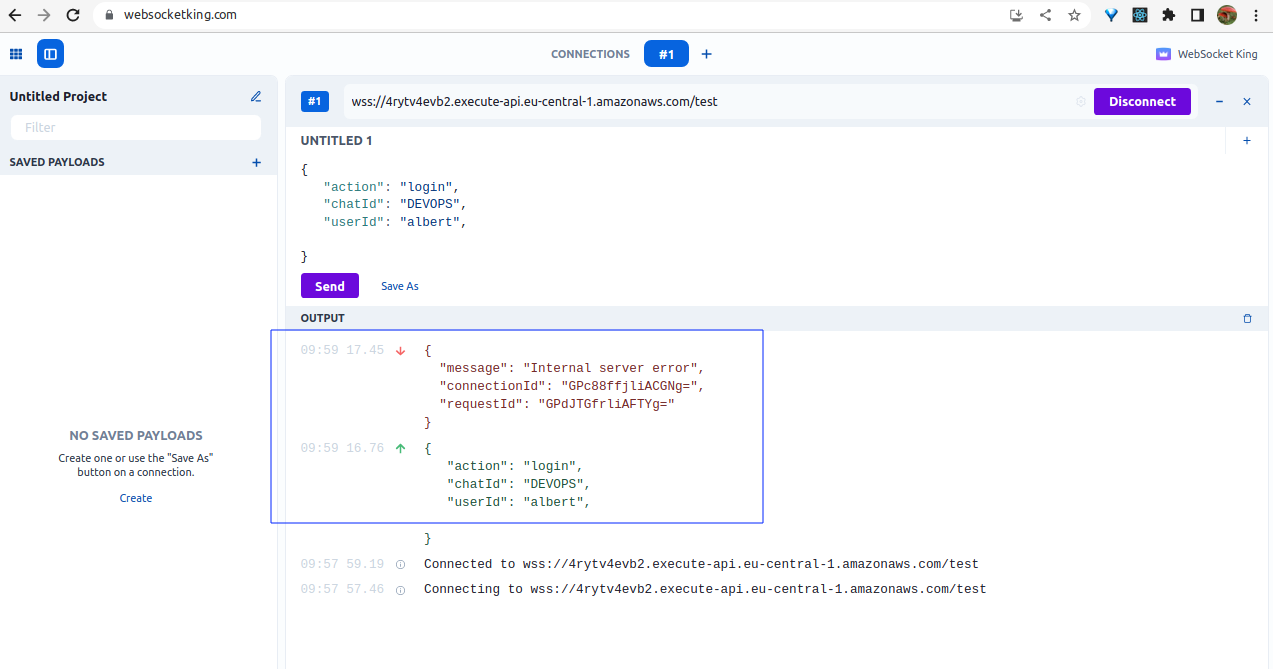 websocketking.com
CONNECTIONS
#1
+
WebSocket King
Untitled Project
Filter
SAVED PAYLOADS
+
NO SAVED PAYLOADS
Create one or use the "Save As"
button on a connection.
Create
#1
wss://4rytv4evb2.execute-api.eu-central-1.amazonaws.com/test
Disconnect
UNTITLED 1
+
{
"action": "login",
"chatId": "DEVOPS",
"userId": "albert",
}
Send
Save As
OUTPUT
09:59 17.45
{
"message": "Internal server error",
"connectionId": "GPc88ffjliACGNg=",
"requestId": "GPdJTGfrliAFTYg="
}
09:59 16.76
{
"action": "login",
"chatId": "DEVOPS",
"userId": "albert",
}
09:57 59.19 Connected to wss://4rytv4evb2.execute-api.eu-central-1.amazonaws.com/test
09:57 57.46 Connecting to wss://4rytv4evb2.execute-api.eu-central-1.amazonaws.com/test